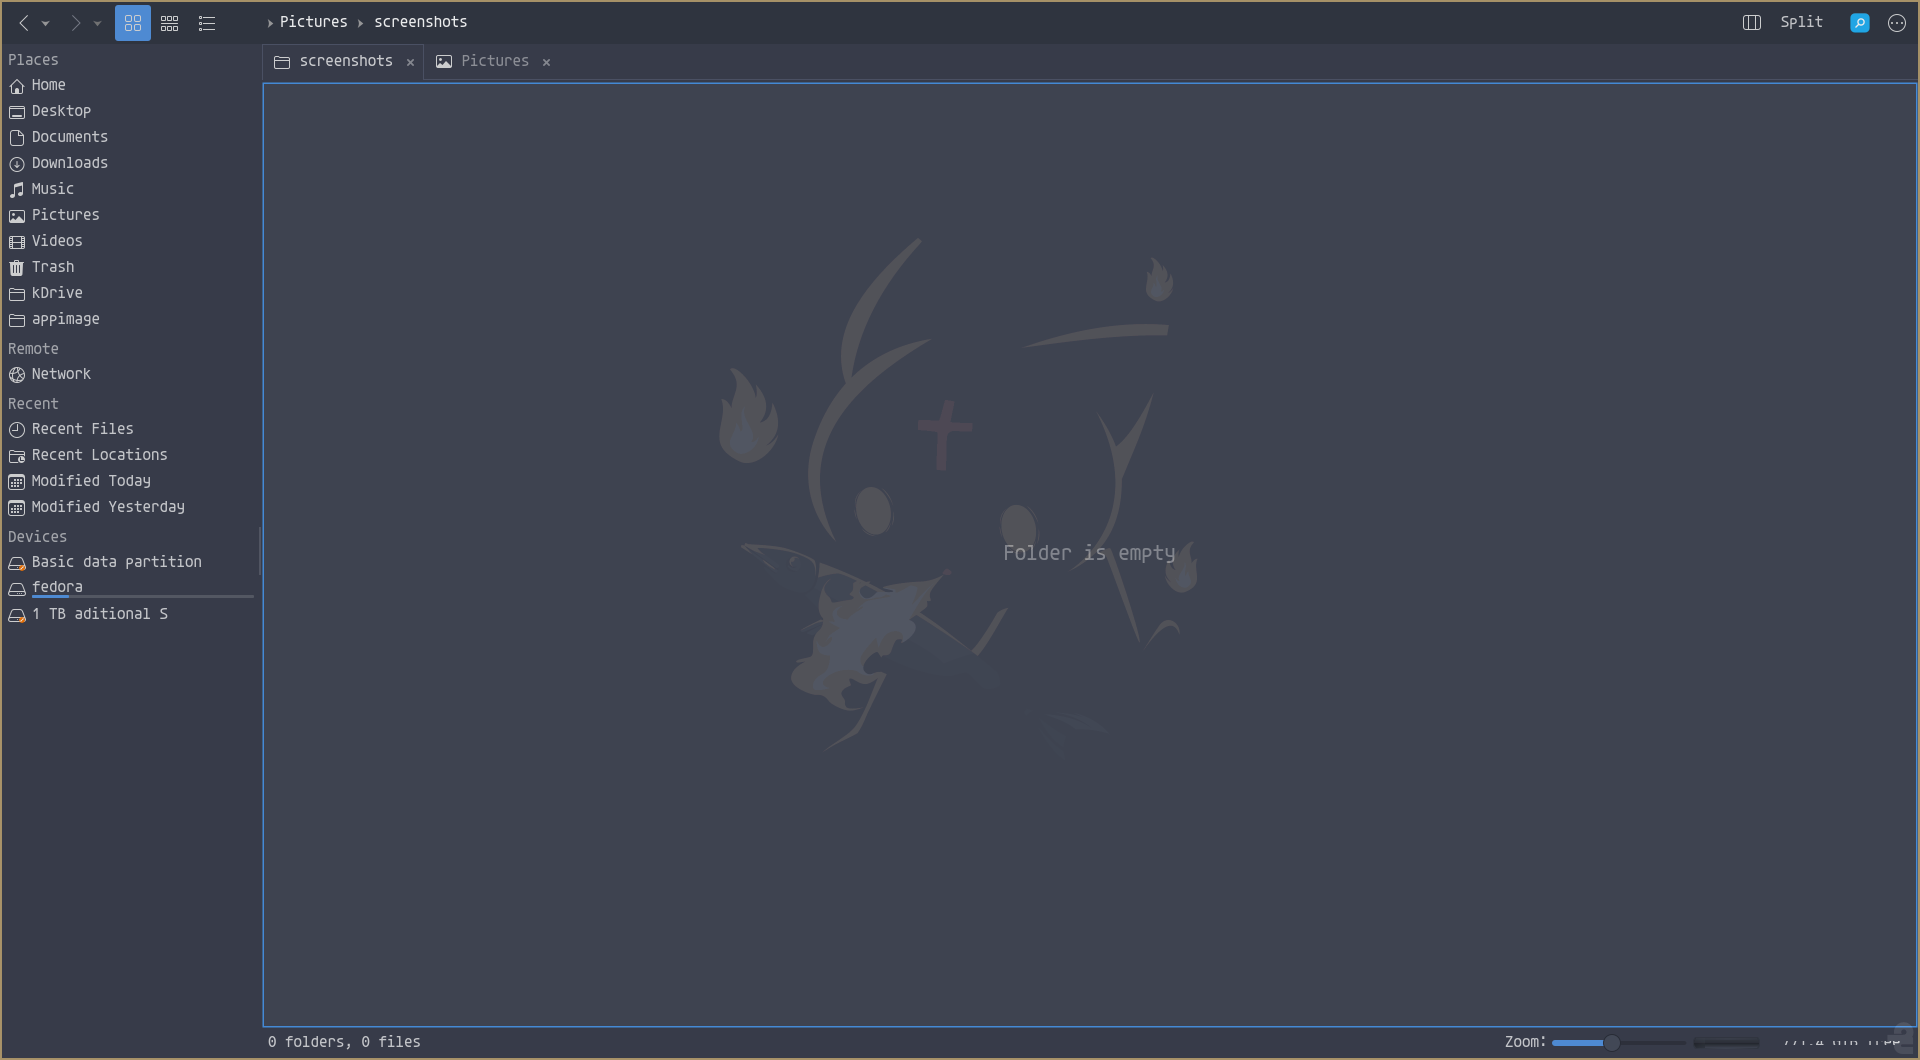 Pictures screenshots Split
Places
Home
Desktop
Documents
Downloads
Music
Pictures
Videos
Trash
kDrive
appimage
Remote
Network
Recent
Recent Files
Recent Locations
Modified Today
Modified Yesterday
Devices
Basic data partition
fedora
1 TB aditional S
screenshots Pictures
Folder is empty
0 folders, 0 files Zoom: